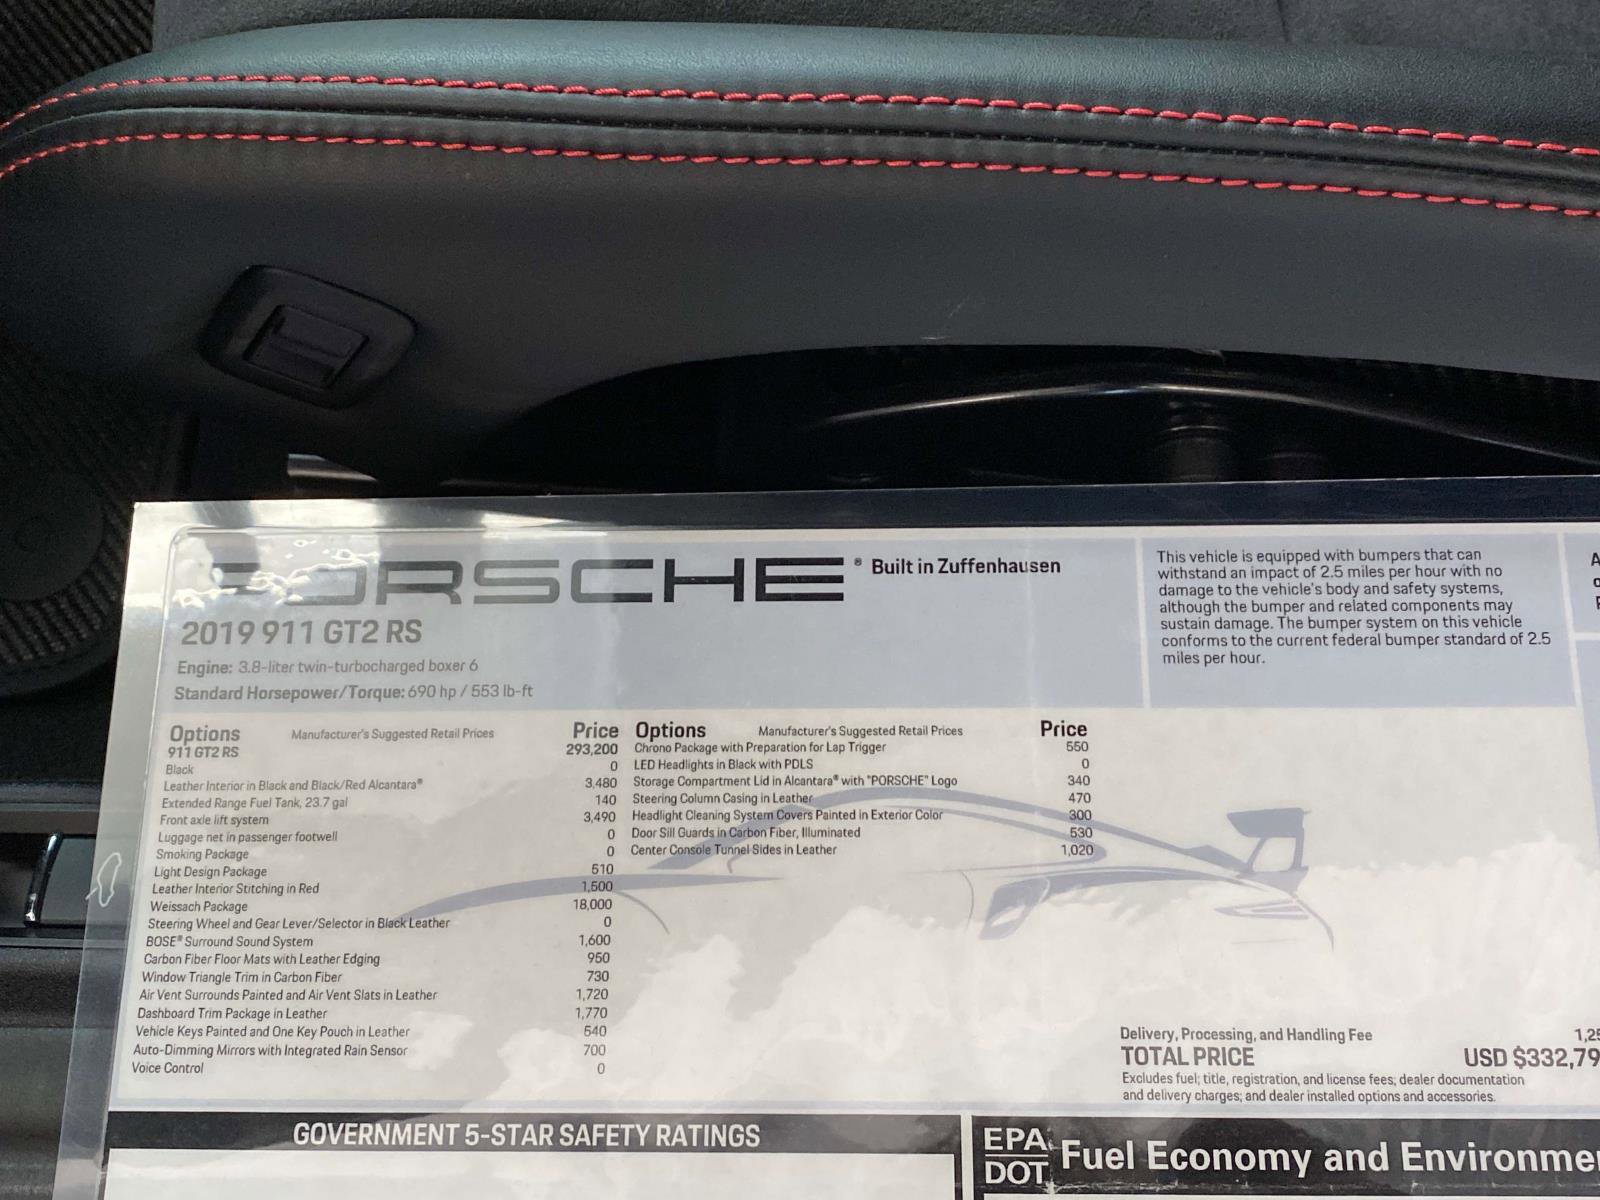 PORSCHE® Built in Zuffenhausen
2019 911 GT2 RS
Engine: 3.8-liter twin-turbocharged boxer 6
Standard Horsepower/Torque: 690 hp / 553 lb-ft
This vehicle is equipped with bumpers that can
withstand an impact of 2.5 miles per hour with no
damage to the vehicle's body and safety systems,
although the bumper and related components may
sustain damage. The bumper system on this vehicle
conforms to the current federal bumper standard of 2.5
miles per hour.
Options Manufacturer's Suggested Retail Prices Price
911 GT2 RS 293,200
Black 0
Leather Interior in Black and Black/Red Alcantara® 3,480
Extended Range Fuel Tank, 23.7 gal 140
Front axle lift system 3,490
Luggage net in passenger footwell 0
Smoking Package 0
Light Design Package 510
Leather Interior Stitching in Red 1,500
Weissach Package 18,000
Steering Wheel and Gear Lever/Selector in Black Leather 0
BOSE® Surround Sound System 1,600
Carbon Fiber Floor Mats with Leather Edging 950
Window Triangle Trim in Carbon Fiber 730
Air Vent Surrounds Painted and Air Vent Slats in Leather 1,720
Dashboard Trim Package in Leather 1,770
Vehicle Keys Painted and One Key Pouch in Leather 540
Auto-Dimming Mirrors with Integrated Rain Sensor 700
Voice Control 0
Options Manufacturer's Suggested Retail Prices Price
Chrono Package with Preparation for Lap Trigger 550
LED Headlights in Black with PDLS 0
Storage Compartment Lid in Alcantara® with "PORSCHE" Logo 340
Steering Column Casing in Leather 470
Headlight Cleaning System Covers Painted in Exterior Color 300
Door Sill Guards in Carbon Fiber, Illuminated 530
Center Console Tunnel Sides in Leather 1,020
Delivery, Processing, and Handling Fee 1,25
TOTAL PRICE USD $332,79
Excludes fuel; title, registration, and license fees; dealer documentation
and delivery charges; and dealer installed options and accessories.
GOVERNMENT 5-STAR SAFETY RATINGS
EPA
DOT Fuel Economy and Environme